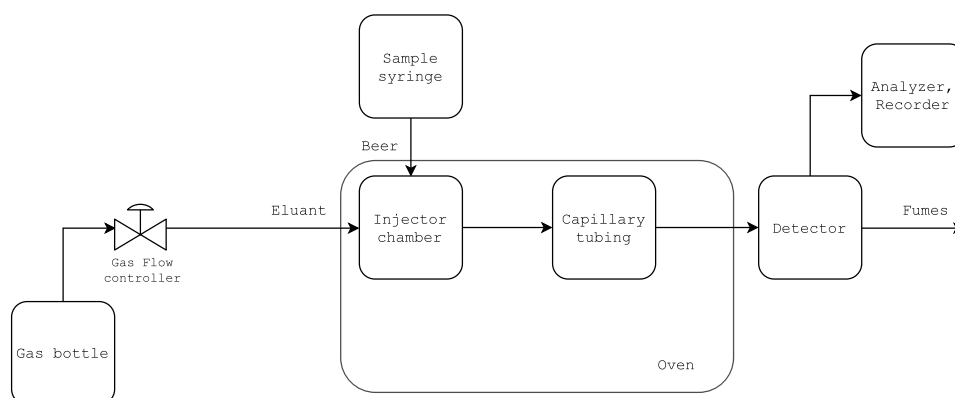 Sample
syringe
Analyzer,
Recorder
Beer
Eluant
Injector
chamber
Capillary
tubing
Detector
Fumes
Gas Flow
controller
Gas bottle
Oven